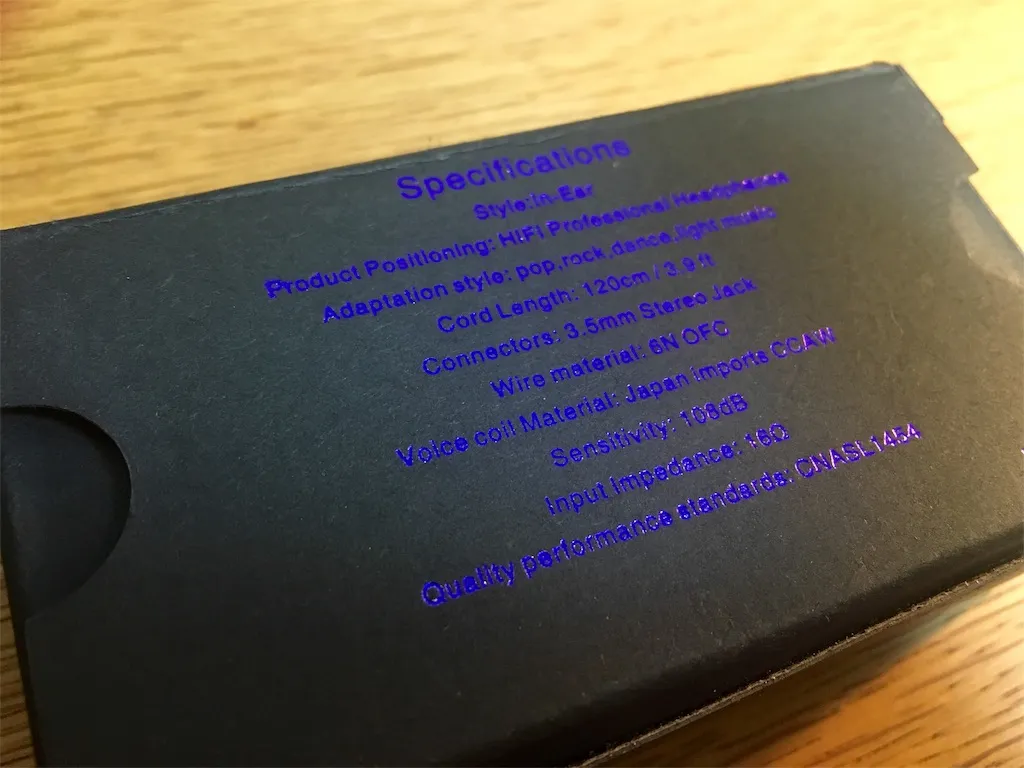 Specifications
Style:In-Ear
Product Positioning: HIFI Professional Headphones
Adaptation style: pop,rock,dance,light music
Cord Length: 120cm / 3.9 ft
Connectors: 3.5mm Stereo Jack
Wire material: 6N OFC
Voice coil Material: Japan imports CCAW
Sensitivity: 108dB
Input Impedance: 16Ω
Quality performance standards: CNASL1454